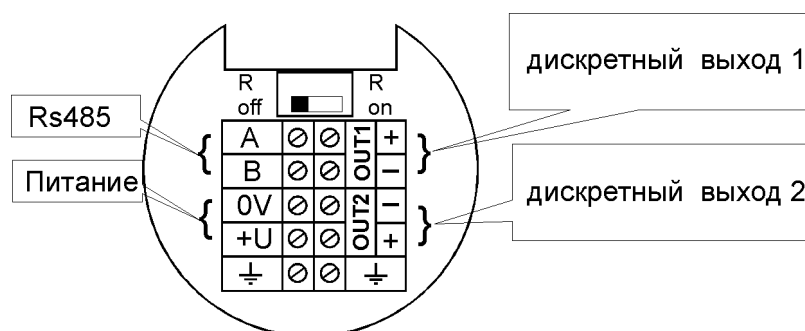 R R
off on
Rs485
Питание
A
B
0V
+U
OUT1
+
−
OUT2
−
+
дискретный выход 1
дискретный выход 2